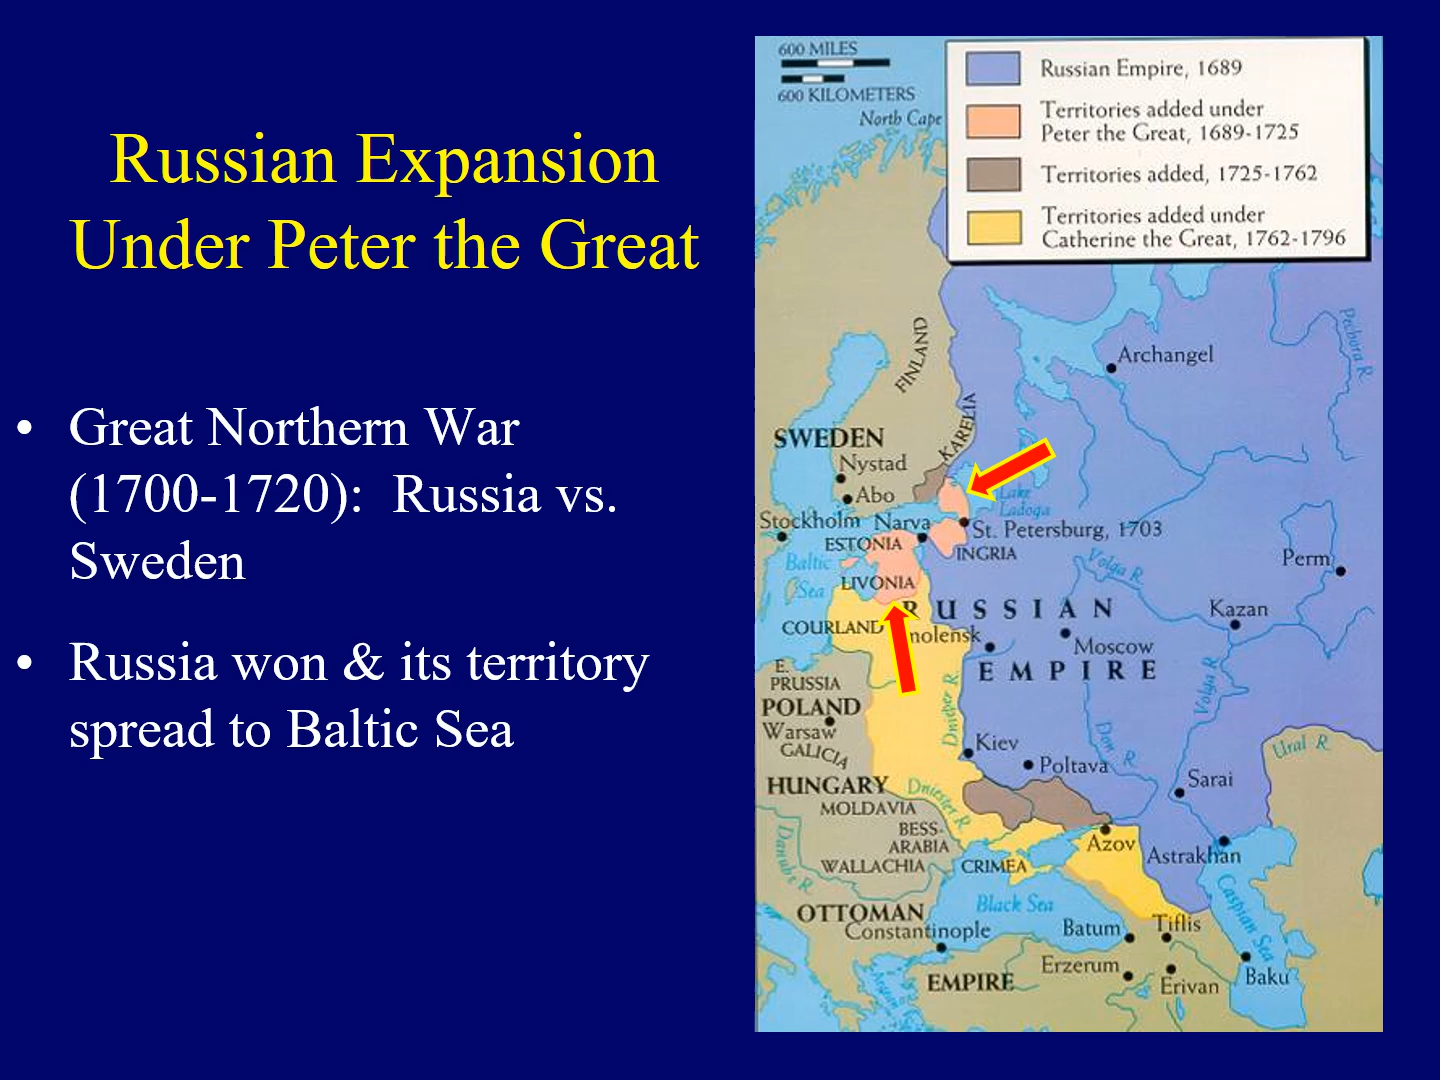 Russian Expansion
Under Peter the Great
• Great Northern War
(1700-1720):  Russia vs.
Sweden
• Russia won & its territory
spread to Baltic Sea
600 MILES
600 KILOMETERS
Russian Empire, 1689
Territories added under
Peter the Great, 1689-1725
Territories added, 1725-1762
Territories added under
Catherine the Great, 1762-1796
North Cape
Pechora R.
FINLAND
Archangel
KARELIA
SWEDEN
Nystad
Abo
Lake
Ladoga
Stockholm
Narva
St. Petersburg, 1703
ESTONIA
INGRIA
Baltic
Sea
LIVONIA
Volga R.
Perm
RUSSIAN
Kazan
COURLAND
molensk
Moscow
EMPIRE
E.
PRUSSIA
Volga R.
Dnieper R.
POLAND
Warsaw
GALICIA
Kiev
Don R.
Ural R.
Poltava
HUNGARY
Sarai
Dniester R.
MOLDAVIA
BESS-
ARABIA
Danube R.
Azov
Astrakhan
WALLACHIA
CRIMEA
Caspian Sea
Black Sea
OTTOMAN
Constantinople
Batum
Tiflis
Erzerum
EMPIRE
Erivan
Baku